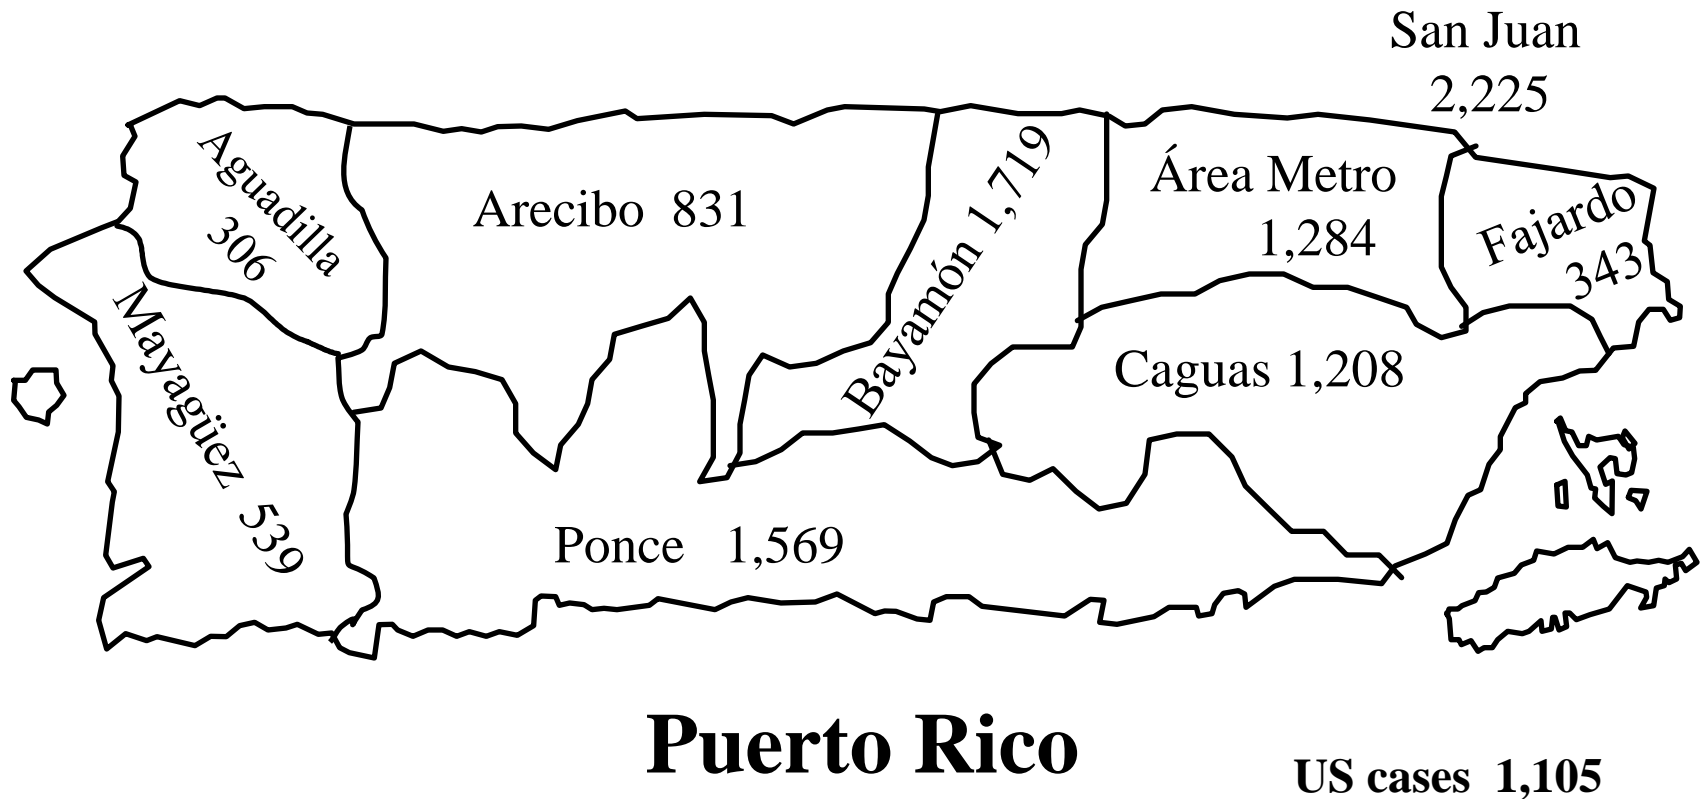 San Juan
2,225
Aguadilla
306
Arecibo 831
Bayamón 1,719
Área Metro
1,284
Fajardo
343
Mayagüez 539
Caguas 1,208
Ponce 1,569
Puerto Rico
US cases 1,105